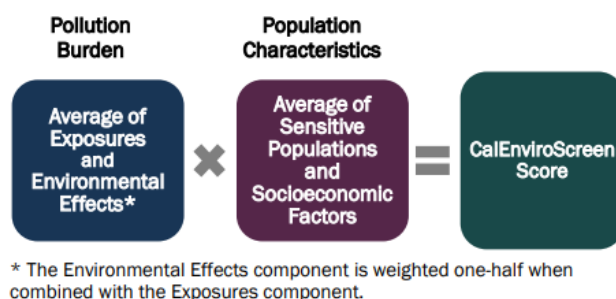 Pollution
Burden
Population
Characteristics
Average of
Exposures
and
Environmental
Effects*
Average of
Sensitive
Populations
and
Socioeconomic
Factors
CalEnviroScreen
Score
* The Environmental Effects component is weighted one-half when
combined with the Exposures component.